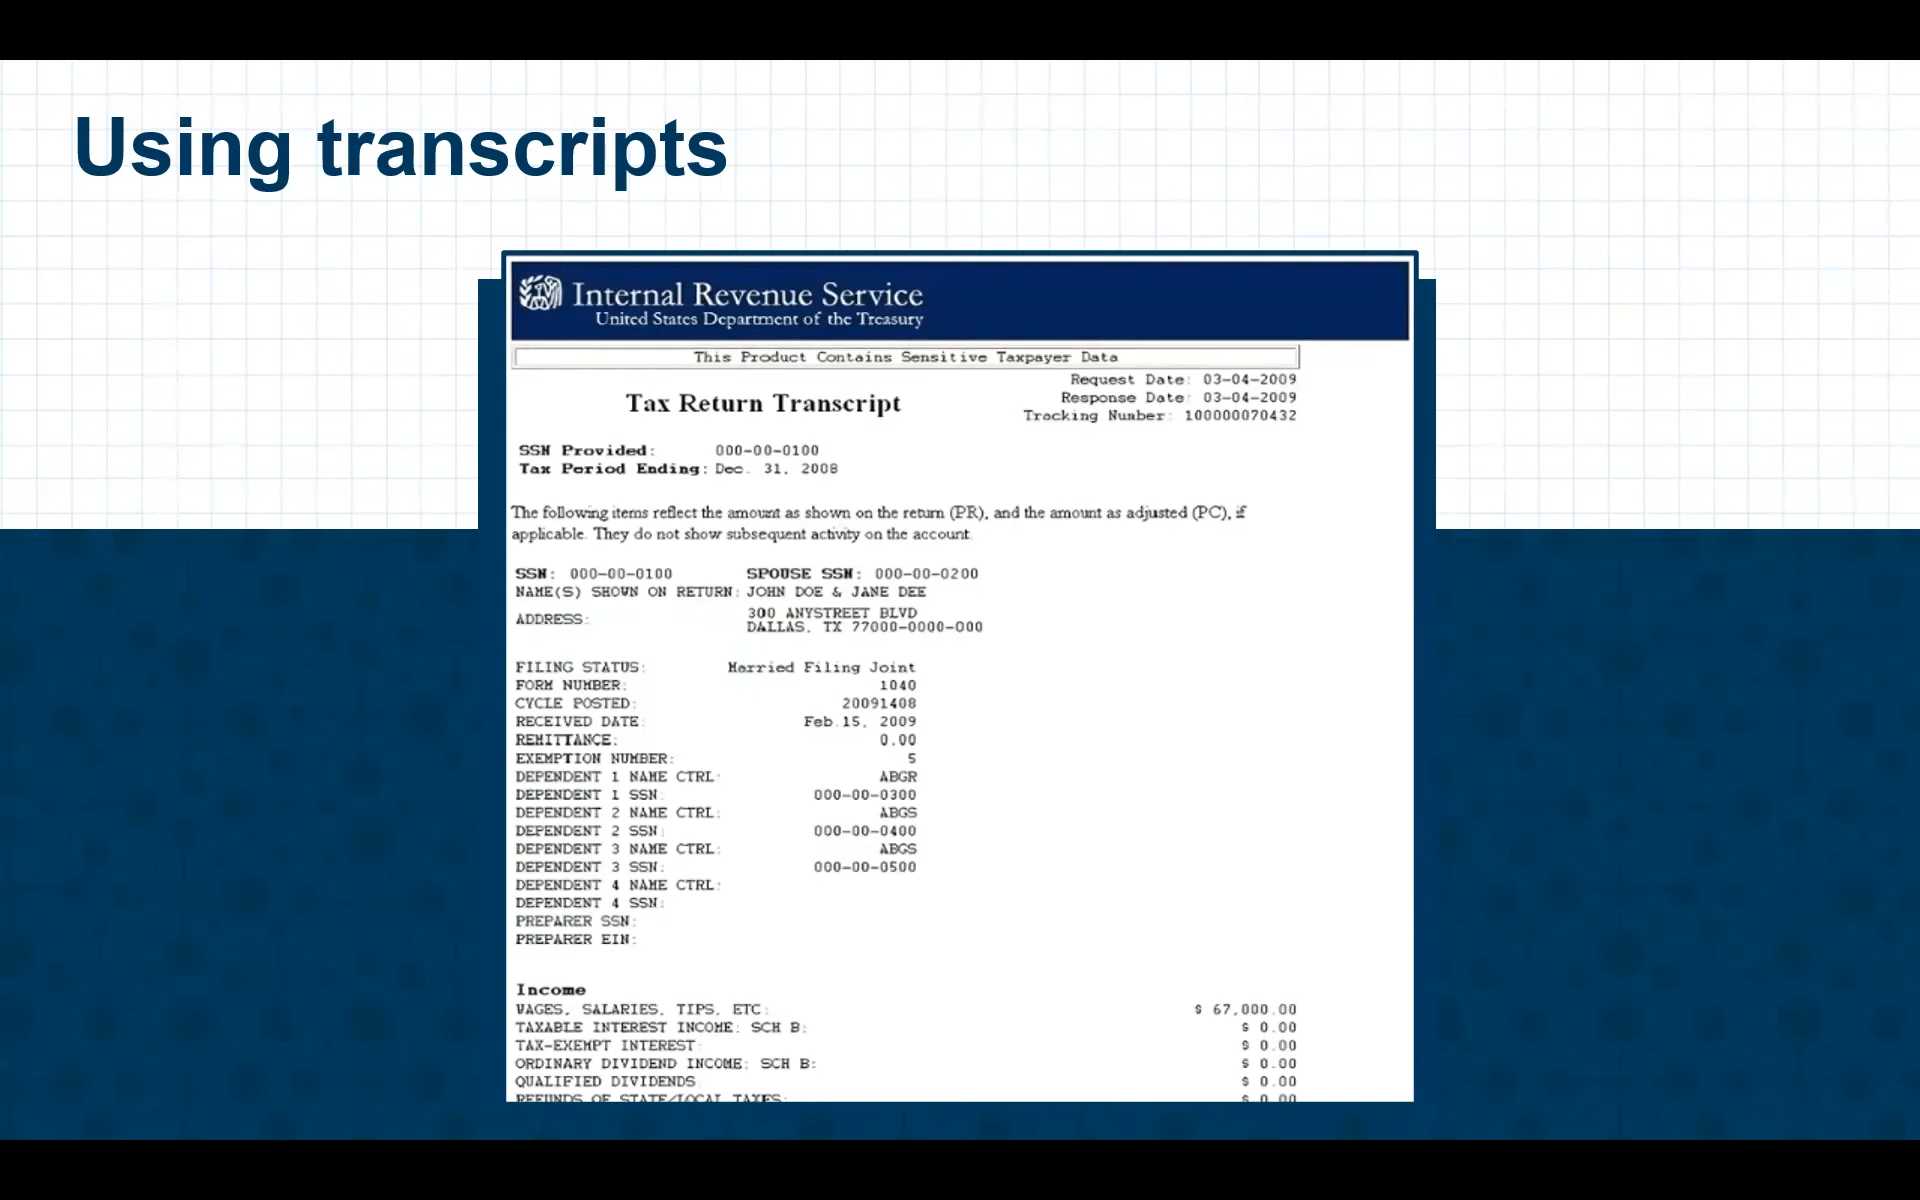 Using transcripts
Internal Revenue Service
United States Department of the Treasury
This Product Contains Sensitive Taxpayer Data
Request Date: 03-04-2009
Response Date: 03-04-2009
Tax Return Transcript
Tracking Number: 100000070432
SSN Provided: 000-00-0100
Tax Period Ending: Dec. 31, 2008
The following items reflect the amount as shown on the return (PR), and the amount as adjusted (PC), if
applicable. They do not show subsequent activity on the account.
SSN: 000-00-0100 SPOUSE SSN: 000-00-0200
NAME(S) SHOWN ON RETURN: JOHN DOE & JANE DEE
ADDRESS: 300 ANYSTREET BLVD
DALLAS, TX 77000-0000-000
FILING STATUS: Married Filing Joint
FORM NUMBER: 1040
CYCLE POSTED: 20091408
RECEIVED DATE: Feb.15, 2009
REMITTANCE: 0.00
EXEMPTION NUMBER: 5
DEPENDENT 1 NAME CTRL: ABGR
DEPENDENT 1 SSN: 000-00-0300
DEPENDENT 2 NAME CTRL: ABGS
DEPENDENT 2 SSN: 000-00-0400
DEPENDENT 3 NAME CTRL: ABGS
DEPENDENT 3 SSN: 000-00-0500
DEPENDENT 4 NAME CTRL:
DEPENDENT 4 SSN:
PREPARER SSN:
PREPARER EIN:
Income
WAGES, SALARIES, TIPS, ETC: $ 67,000.00
TAXABLE INTEREST INCOME: SCH B: $ 0.00
TAX-EXEMPT INTEREST: $ 0.00
ORDINARY DIVIDEND INCOME: SCH B: $ 0.00
QUALIFIED DIVIDENDS: $ 0.00
REFUNDS OF STATE/LOCAL TAXES: $ 0.00